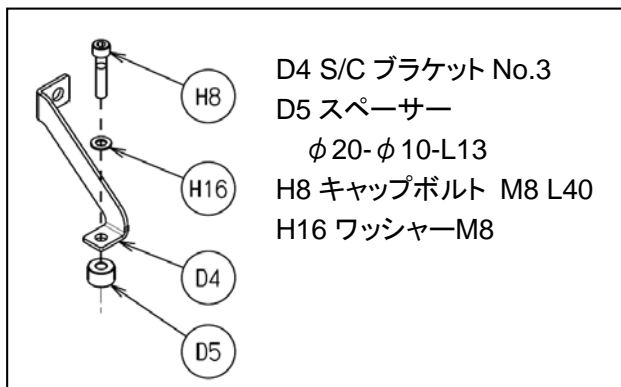 H8
H16
D4
D5
D4 S/C ブラケット No.3
D5 スペーサー
φ20-φ10-L13
H8 キャップボルト M8 L40
H16 ワッシャーM8